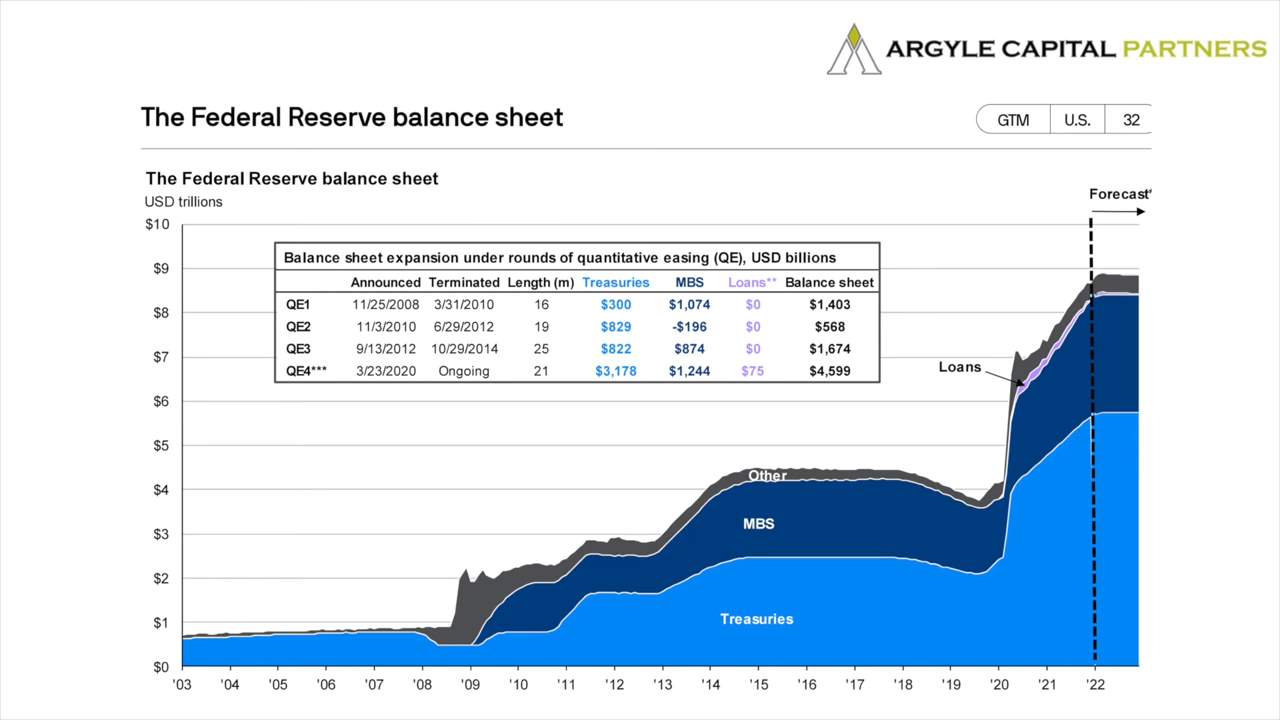 ARGYLE CAPITAL PARTNERS
The Federal Reserve balance sheet
GTM U.S. 32
The Federal Reserve balance sheet
USD trillions
Forecast*
$10
$9
$8
$7
$6
$5
$4
$3
$2
$1
$0
Balance sheet expansion under rounds of quantitative easing (QE), USD billions
Announced Terminated Length (m) Treasuries MBS Loans** Balance sheet
QE1 11/25/2008 3/31/2010 16 $300 $1,074 $0 $1,403
QE2 11/3/2010 6/29/2012 19 $829 -$196 $0 $568
QE3 9/13/2012 10/29/2014 25 $822 $874 $0 $1,674
QE4*** 3/23/2020 Ongoing 21 $3,178 $1,244 $75 $4,599
Loans
Other
MBS
Treasuries
'03 '04 '05 '06 '07 '08 '09 '10 '11 '12 '13 '14 '15 '16 '17 '18 '19 '20 '21 '22